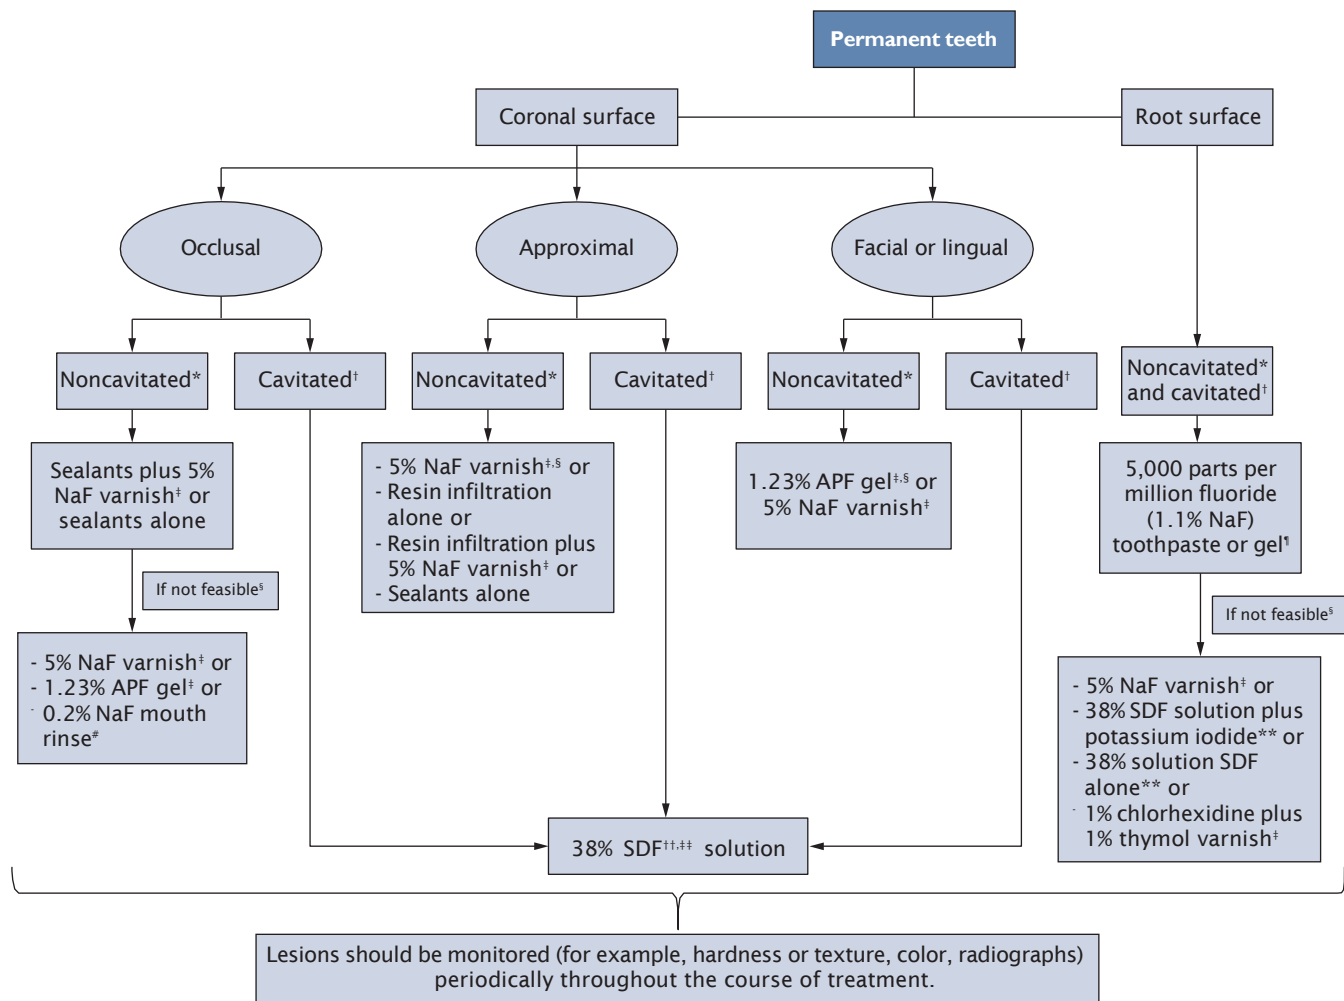 Permanent teeth
Coronal surface
Root surface
Occlusal
Approximal
Facial or lingual
Noncavitated*
Cavitated†
Noncavitated*
Cavitated†
Noncavitated*
Cavitated†
Noncavitated*
and cavitated†
Sealants plus 5%
NaF varnish‡ or
sealants alone
- 5% NaF varnish‡,§ or
- Resin infiltration
alone or
- Resin infiltration plus
5% NaF varnish‡ or
- Sealants alone
1.23% APF gel‡,§ or
5% NaF varnish‡
5,000 parts per
million fluoride
(1.1% NaF)
toothpaste or gel¶
If not feasible§
If not feasible§
- 5% NaF varnish‡ or
- 1.23% APF gel‡ or
- 0.2% NaF mouth
rinse#
- 5% NaF varnish‡ or
- 38% SDF solution plus
potassium iodide** or
- 38% solution SDF
alone** or
- 1% chlorhexidine plus
1% thymol varnish‡
38% SDF††,‡‡ solution
Lesions should be monitored (for example, hardness or texture, color, radiographs)
periodically throughout the course of treatment.